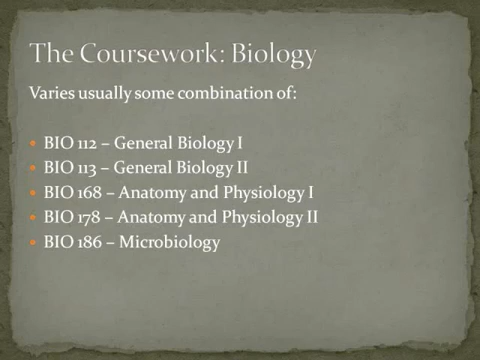 The Coursework: Biology
Varies usually some combination of:
BIO 112 – General Biology I
BIO 113 – General Biology II
BIO 168 – Anatomy and Physiology I
BIO 178 – Anatomy and Physiology II
BIO 186 – Microbiology